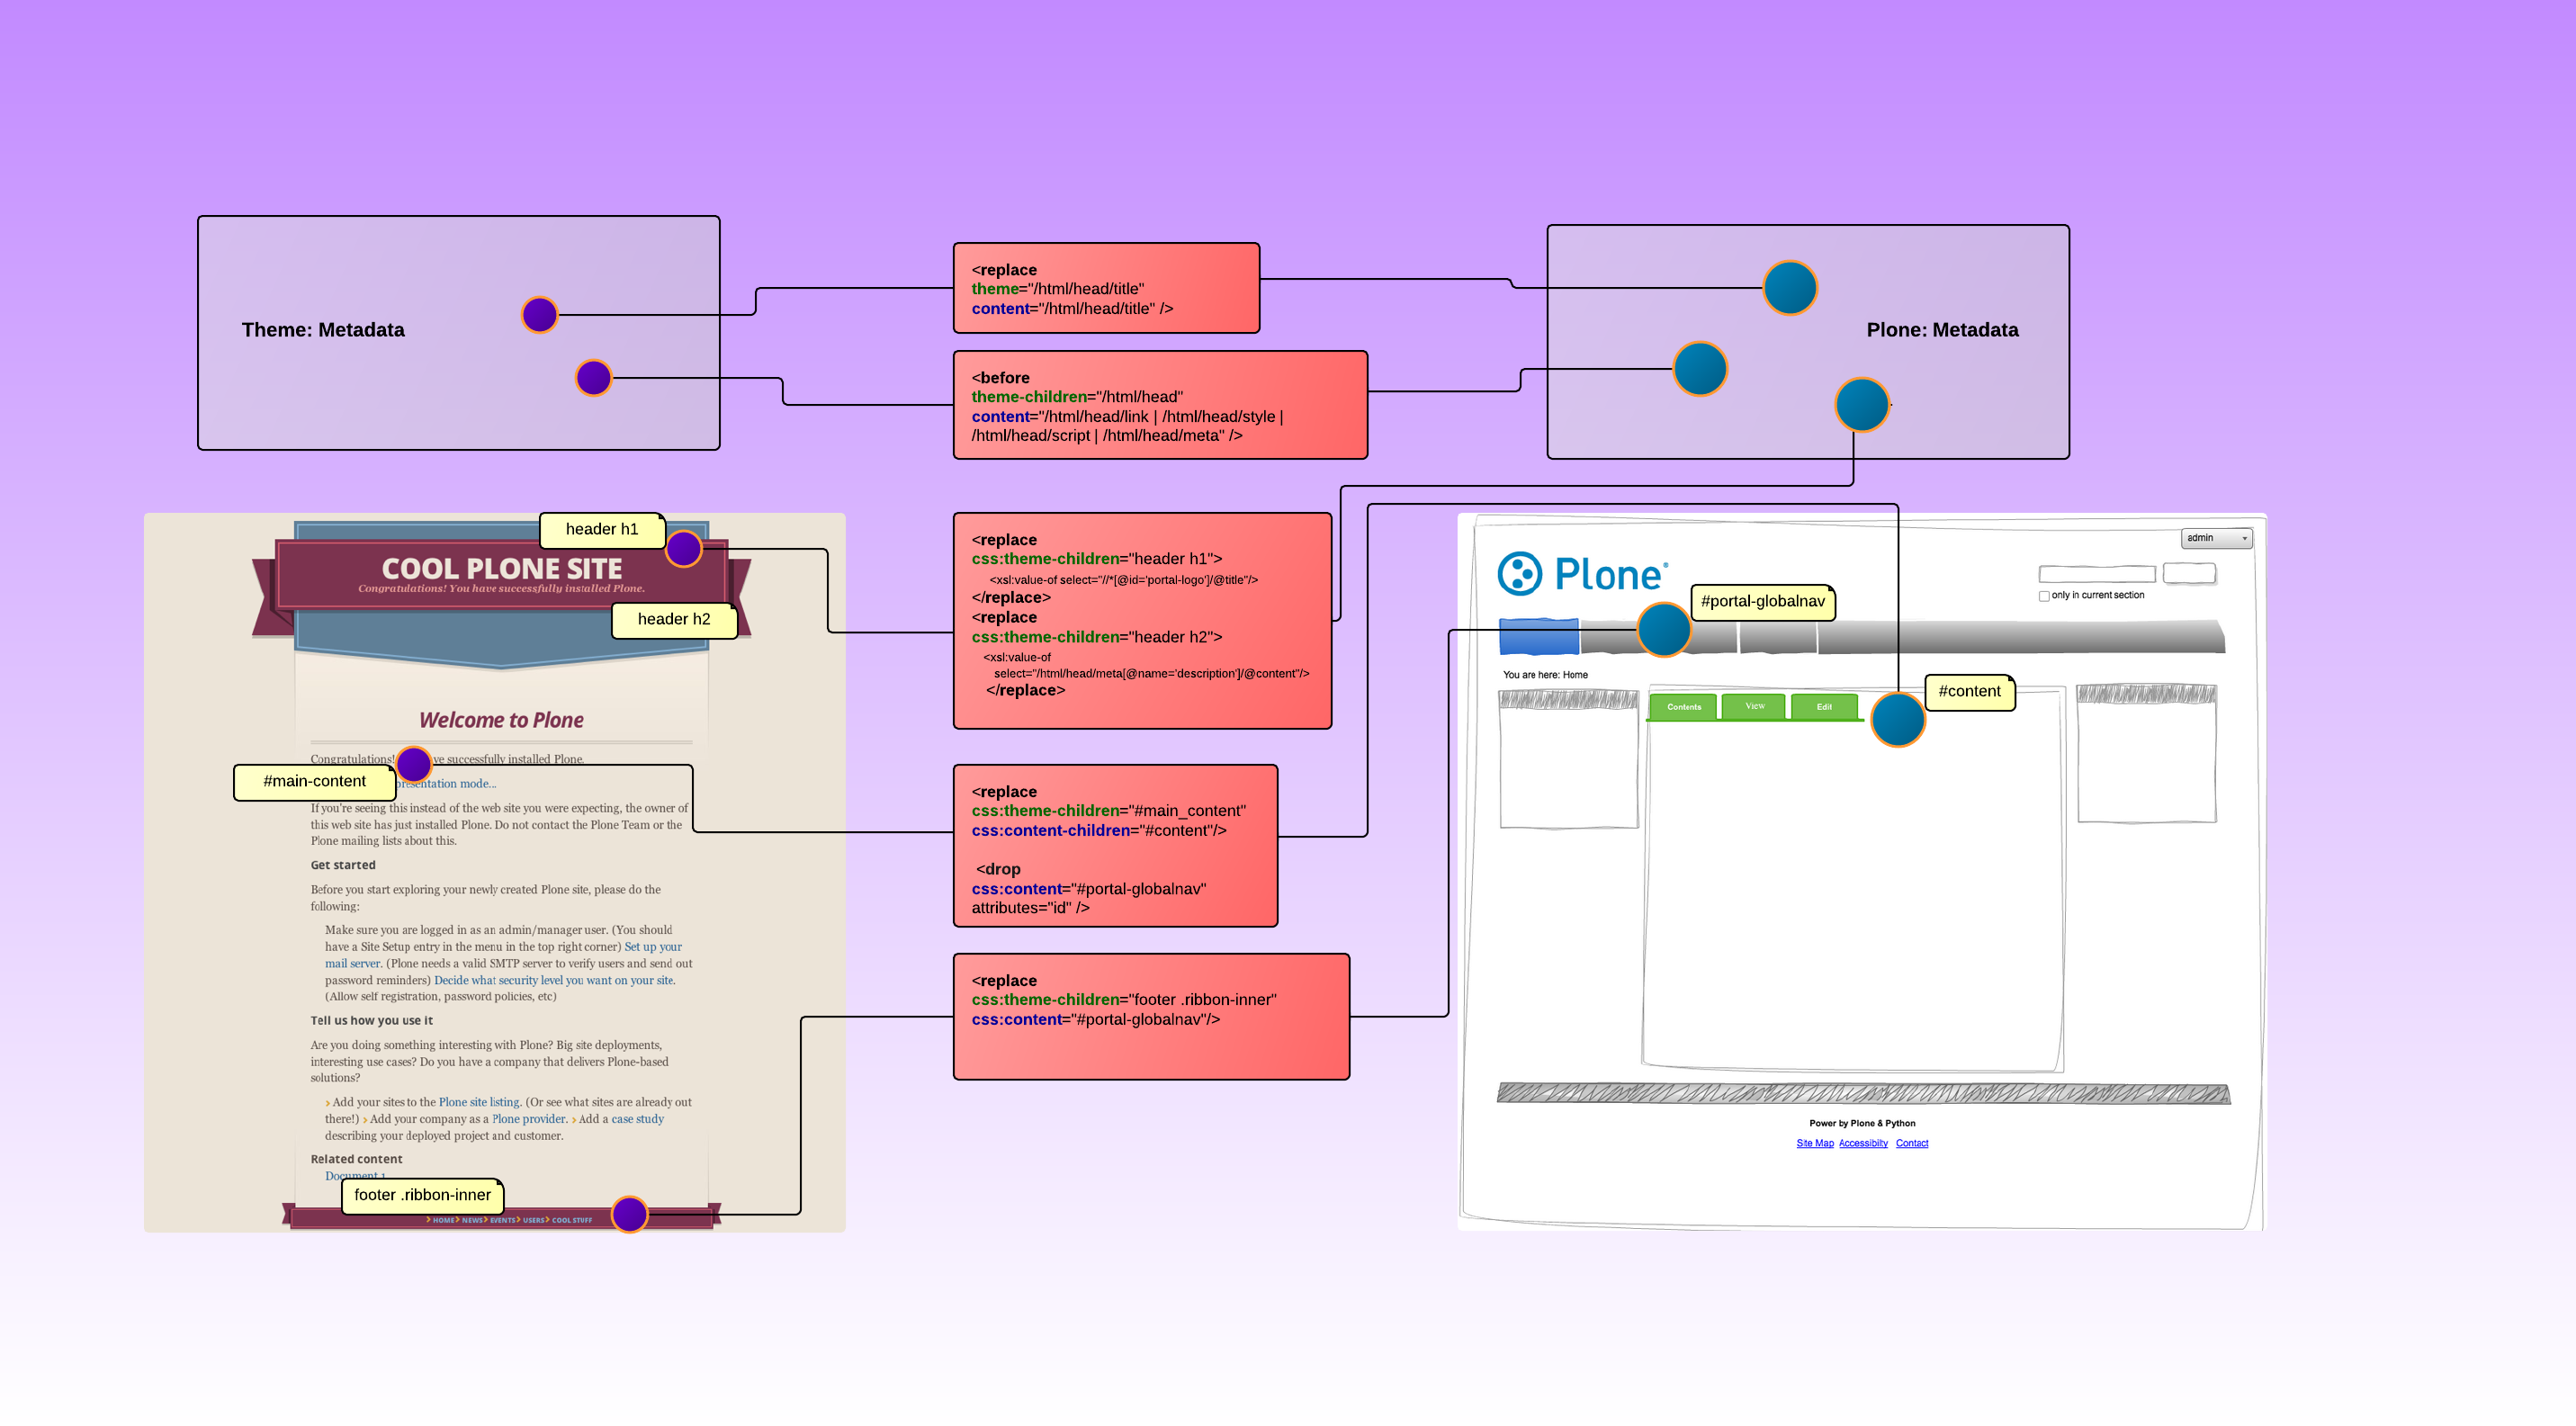 Theme: Metadata
<replace
theme="/html/head/title"
content="/html/head/title" />
<before
theme-children="/html/head"
content="/html/head/link | /html/head/style |
/html/head/script | /html/head/meta" />
Plone: Metadata
header h1
COOL PLONE SITE
Congratulations! You have successfully installed Plone.
header h2
Welcome to Plone
Congratulations! ve successfully installed Plone.
#main-content
presentation mode...
If you're seeing this instead of the web site you were expecting, the owner of
this web site has just installed Plone. Do not contact the Plone Team or the
Plone mailing lists about this.
Get started
Before you start exploring your newly created Plone site, please do the
following:
Make sure you are logged in as an admin/manager user. (You should
have a Site Setup entry in the menu in the top right corner) Set up your
mail server. (Plone needs a valid SMTP server to verify users and send out
password reminders) Decide what security level you want on your site.
(Allow self registration, password policies, etc)
Tell us how you use it
Are you doing something interesting with Plone? Big site deployments,
interesting use cases? Do you have a company that delivers Plone-based
solutions?
› Add your sites to the Plone site listing. (Or see what sites are already out
there!) › Add your company as a Plone provider. › Add a case study
describing your deployed project and customer.
Related content
Document 1
footer .ribbon-inner
› HOME › NEWS › EVENTS › USERS › COOL STUFF
<replace
css:theme-children="header h1">
<xsl:value-of select="//*[@id='portal-logo']/@title"/>
</replace>
<replace
css:theme-children="header h2">
<xsl:value-of
select="/html/head/meta[@name='description']/@content"/>
</replace>
<replace
css:theme-children="#main_content"
css:content-children="#content"/>
<drop
css:content="#portal-globalnav"
attributes="id" />
<replace
css:theme-children="footer .ribbon-inner"
css:content="#portal-globalnav"/>
admin
Plone®
only in current section
#portal-globalnav
You are here: Home
#content
Contents
View
Edit
Power by Plone & Python
Site Map Accessibilty Contact